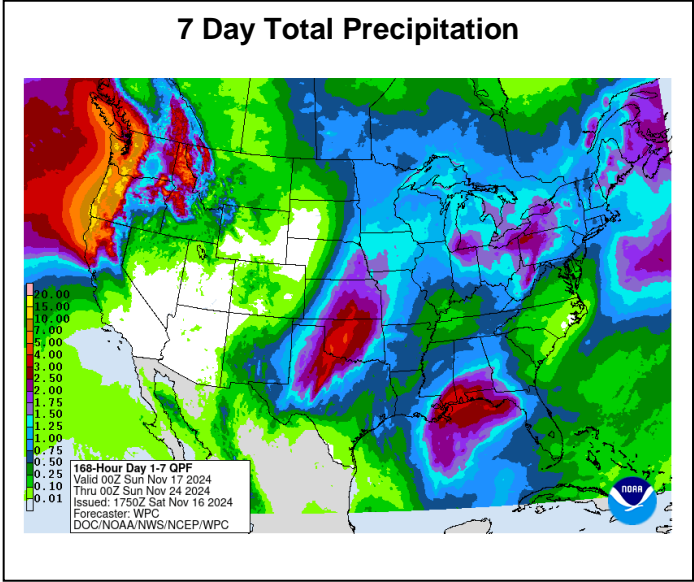 7 Day Total Precipitation
20.00
15.00
10.00
7.00
5.00
4.00
3.00
2.50
2.00
1.75
1.50
1.25
1.00
0.75
0.50
0.25
0.10
0.01
168-Hour Day 1-7 QPF
Valid 00Z Sun Nov 17 2024
Thru 00Z Sun Nov 24 2024
Issued: 1750Z Sat Nov 16 2024
Forecaster: WPC
DOC/NOAA/NWS/NCEP/WPC
NOAA